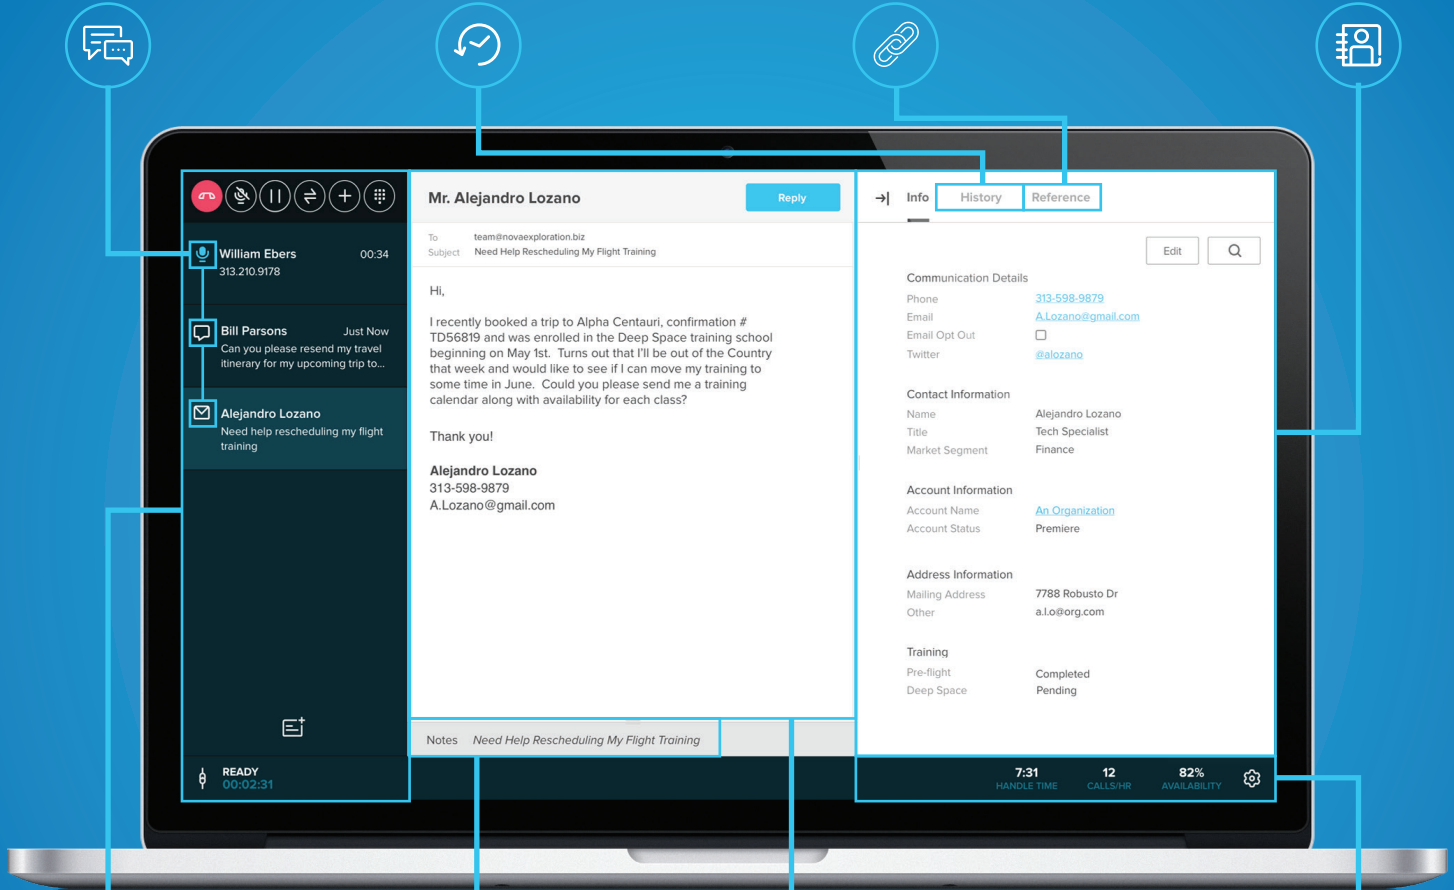 William Ebers 00:34
313.210.9178
Bill Parsons Just Now
Can you please resend my travel
itinerary for my upcoming trip to...
Alejandro Lozano
Need help rescheduling my flight
training
READY
00:02:31
Mr. Alejandro Lozano
Reply
To team@novaexploration.biz
Subject Need Help Rescheduling My Flight Training
Hi,
I recently booked a trip to Alpha Centauri, confirmation #
TD56819 and was enrolled in the Deep Space training school
beginning on May 1st. Turns out that I'll be out of the Country
that week and would like to see if I can move my training to
some time in June. Could you please send me a training
calendar along with availability for each class?
Thank you!
Alejandro Lozano
313-598-9879
A.Lozano@gmail.com
Notes Need Help Rescheduling My Flight Training
Info History Reference
Edit
Communication Details
Phone 313-598-9879
Email A.Lozano@gmail.com
Email Opt Out
Twitter @alozano
Contact Information
Name Alejandro Lozano
Title Tech Specialist
Market Segment Finance
Account Information
Account Name An Organization
Account Status Premiere
Address Information
Mailing Address 7788 Robusto Dr
Other a.l.o@org.com
Training
Pre-flight Completed
Deep Space Pending
7:31 12 82%
HANDLE TIME CALLS/HR AVAILABILITY